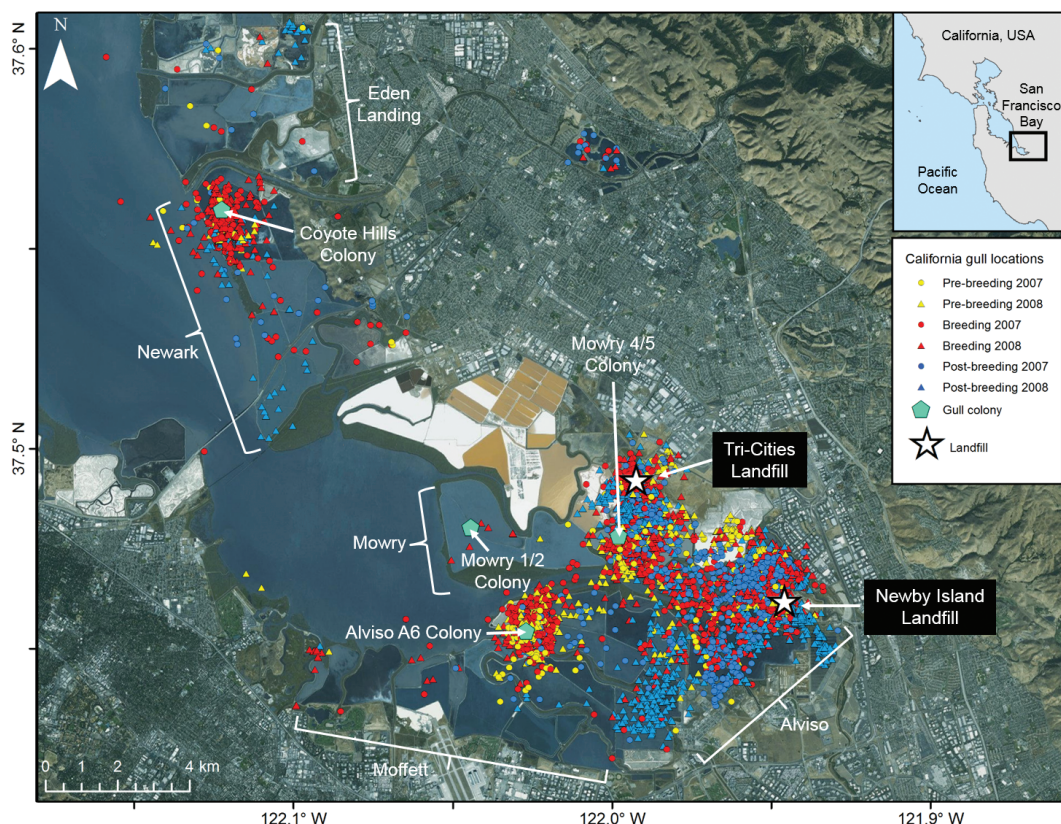 N
37.6° N
37.5° N
Eden
Landing
Coyote Hills
Colony
Newark
Mowry 4/5
Colony
Tri-Cities
Landfill
Mowry
Mowry 1/2
Colony
Newby Island
Landfill
Alviso A6 Colony
Alviso
Moffett
0 1 2 4 km
122.1° W
122.0° W
121.9° W
California, USA
San
Francisco
Bay
Pacific
Ocean
California gull locations
Pre-breeding 2007
Pre-breeding 2008
Breeding 2007
Breeding 2008
Post-breeding 2007
Post-breeding 2008
Gull colony
Landfill